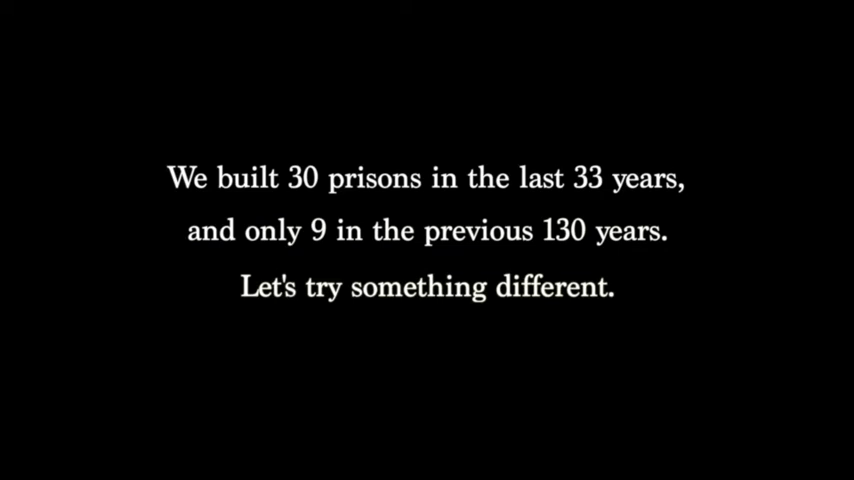 We built 30 prisons in the last 33 years,
and only 9 in the previous 130 years.
Let's try something different.